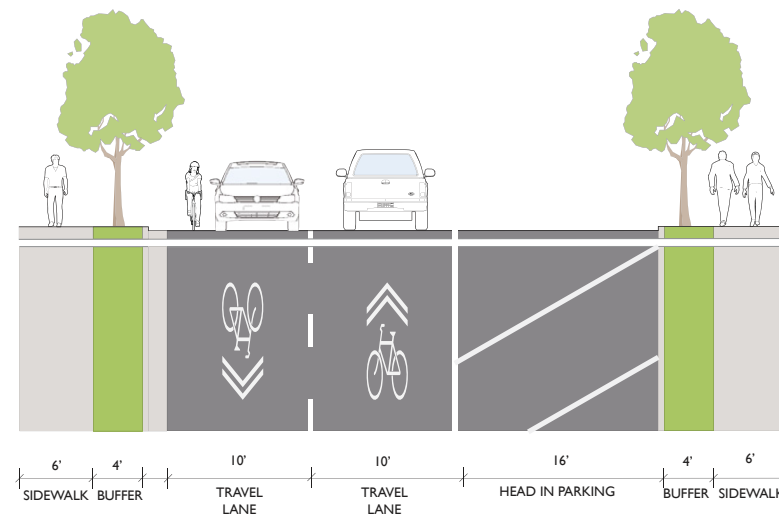 6’ 4’ 10’ 10’ 16’ 4’ 6’
SIDEWALK BUFFER TRAVEL LANE TRAVEL LANE HEAD IN PARKING BUFFER SIDEWALK